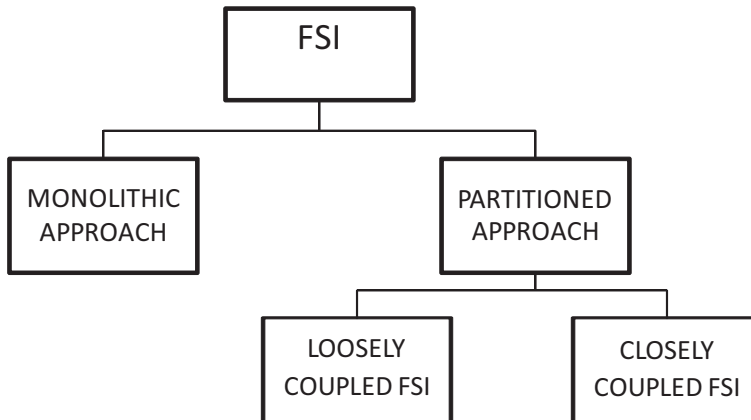 FSI
MONOLITHIC
APPROACH
PARTITIONED
APPROACH
LOOSELY
COUPLED FSI
CLOSELY
COUPLED FSI